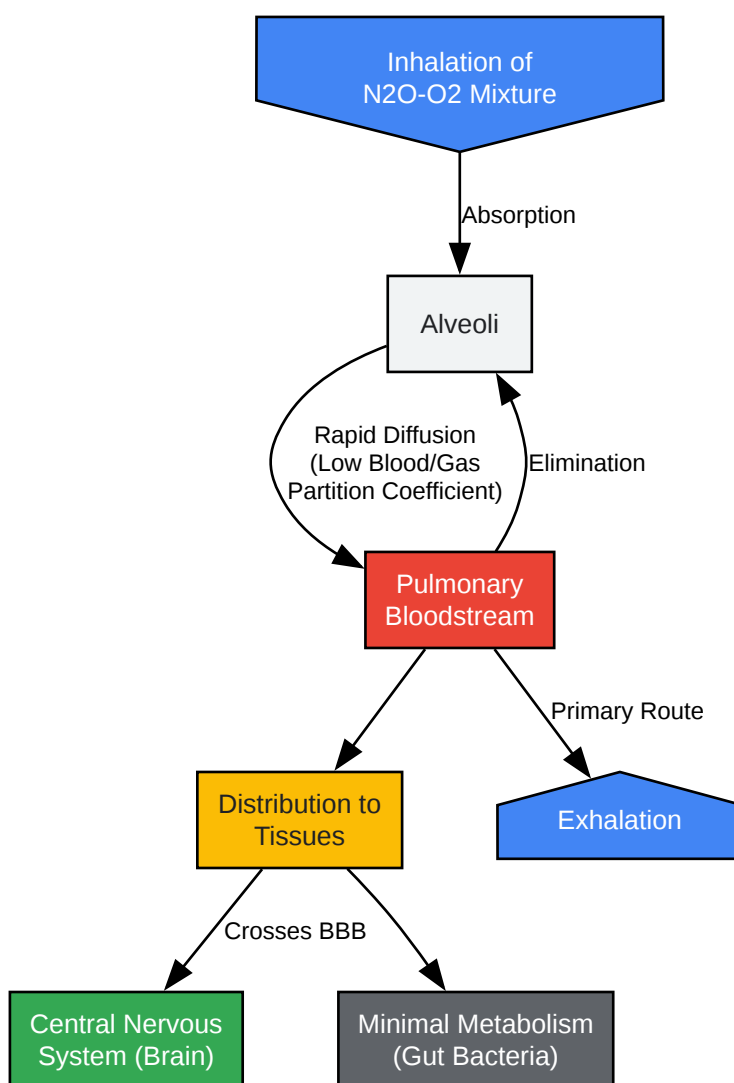 Inhalation of
N2O-O2 Mixture
Absorption
Alveoli
Rapid Diffusion
(Low Blood/Gas
Partition Coefficient)
Elimination
Pulmonary
Bloodstream
Primary Route
Distribution to
Tissues
Exhalation
Crosses BBB
Central Nervous
System (Brain)
Minimal Metabolism
(Gut Bacteria)